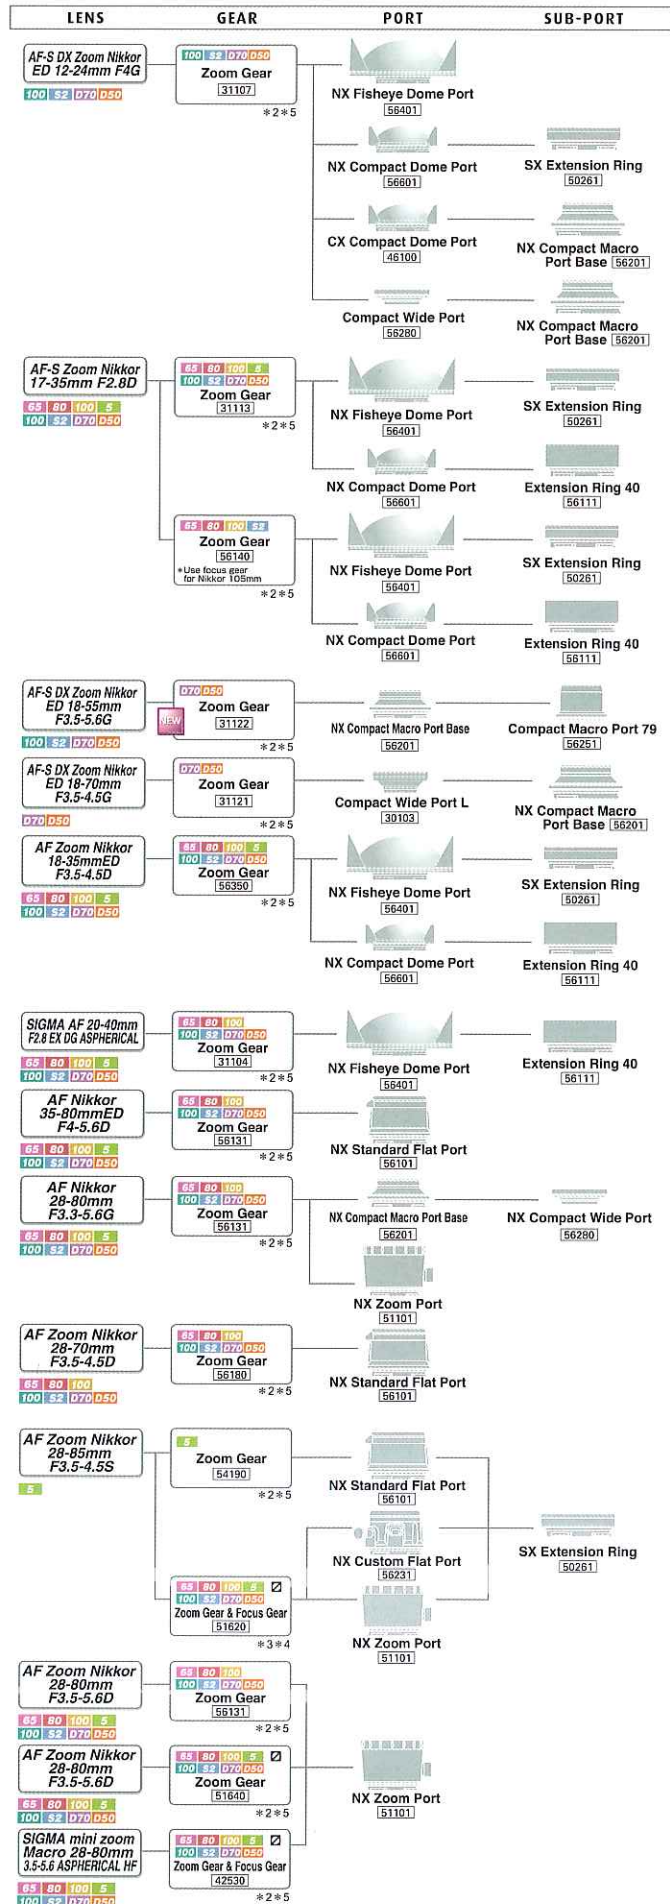 LENS GEAR PORT SUB-PORT
AF-S DX Zoom Nikkor
ED 12-24mm F4G
100 S2 D70 D50
100 S2 D70 D50
Zoom Gear
31107
*2*5
NX Fisheye Dome Port
56401
NX Compact Dome Port
56601
SX Extension Ring
50261
CX Compact Dome Port
46100
NX Compact Macro
Port Base 56201
Compact Wide Port
56280
NX Compact Macro
Port Base 56201
AF-S Zoom Nikkor
17-35mm F2.8D
65 80 100 5
100 S2 D70 D50
65 80 100 5
100 S2 D70 D50
Zoom Gear
31113
*2*5
NX Fisheye Dome Port
56401
SX Extension Ring
50261
NX Compact Dome Port
56601
Extension Ring 40
56111
65 80 100 S2
Zoom Gear
56140
*Use focus gear
for Nikkor 105mm
*2*5
NX Fisheye Dome Port
56401
SX Extension Ring
50261
NX Compact Dome Port
56601
Extension Ring 40
56111
AF-S DX Zoom Nikkor
ED 18-55mm
F3.5-5.6G
100 S2 D70 D50
NEW
D70 D50
Zoom Gear
31122
*2*5
NX Compact Macro Port Base
56201
Compact Macro Port 79
56251
AF-S DX Zoom Nikkor
ED 18-70mm
F3.5-4.5G
D70 D50
D70 D50
Zoom Gear
31121
*2*5
Compact Wide Port L
30103
NX Compact Macro
Port Base 56201
AF Zoom Nikkor
18-35mmED
F3.5-4.5D
65 80 100 5
100 S2 D70 D50
65 80 100 5
100 S2 D70 D50
Zoom Gear
56350
*2*5
NX Fisheye Dome Port
56401
SX Extension Ring
50261
NX Compact Dome Port
56601
Extension Ring 40
56111
SIGMA AF 20-40mm
F2.8 EX DG ASPHERICAL
65 80 100 5
100 S2 D70 D50
65 80 100
100 S2 D70 D50
Zoom Gear
31104
*2*5
NX Fisheye Dome Port
56401
Extension Ring 40
56111
AF Nikkor
35-80mmED
F4-5.6D
65 80 100 5
100 S2 D70 D50
65 80 100
100 S2 D70 D50
Zoom Gear
56131
*2*5
NX Standard Flat Port
56101
AF Nikkor
28-80mm
F3.3-5.6G
65 80 100 5
100 S2 D70 D50
65 80 100
100 S2 D70 D50
Zoom Gear
56131
*2*5
NX Compact Macro Port Base
56201
NX Compact Wide Port
56280
NX Zoom Port
51101
AF Zoom Nikkor
28-70mm
F3.5-4.5D
65 80 100
100 S2 D70 D50
65 80 100
100 S2 D70 D50
Zoom Gear
56180
*2*5
NX Standard Flat Port
56101
AF Zoom Nikkor
28-85mm
F3.5-4.5S
5
5
Zoom Gear
54190
*2*5
NX Standard Flat Port
56101
NX Custom Flat Port
56231
SX Extension Ring
50261
65 80 100 5
100 S2 D70 D50
Zoom Gear & Focus Gear
51620
*3*4
NX Zoom Port
51101
AF Zoom Nikkor
28-80mm
F3.5-5.6D
65 80 100 5
100 S2 D70 D50
65 80 100
100 S2 D70 D50
Zoom Gear
56131
*2*5
AF Zoom Nikkor
28-80mm
F3.5-5.6D
65 80 100 5
100 S2 D70 D50
65 80 100 5
100 S2 D70 D50
Zoom Gear
51640
*2*5
NX Zoom Port
51101
SIGMA mini zoom
Macro 28-80mm
3.5-5.6 ASPHERICAL HF
65 80 100 5
100 S2 D70 D50
65 80 100 5
100 S2 D70 D50
Zoom Gear & Focus Gear
42530
*2*5